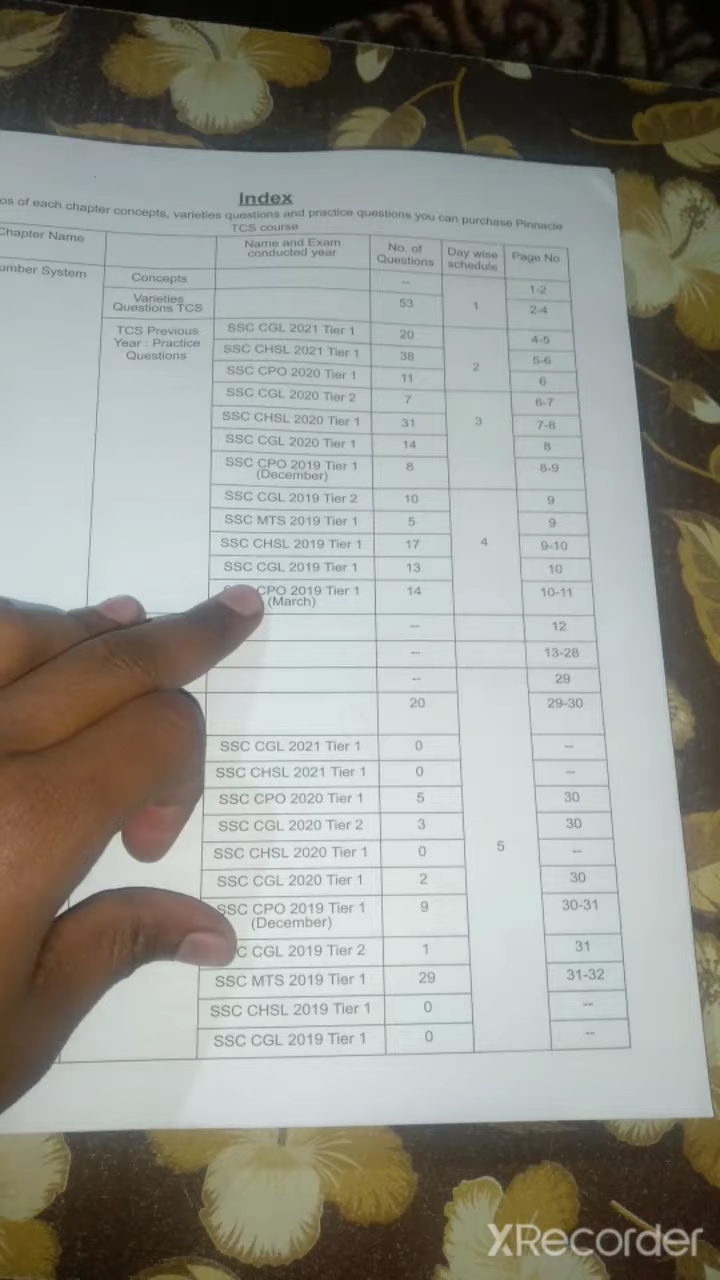 Index
os of each chapter concepts, varieties questions and practice questions you can purchase Pinnacle
TCS course
Chapter Name
Name and Exam
conducted year
No. of
Questions
Day wise
schedule
Page No
umber System
Concepts
--
1
1-2
Varieties
Questions TCS
53
2-4
TCS Previous
Year : Practice
Questions
SSC CGL 2021 Tier 1
20
2
4-5
SSC CHSL 2021 Tier 1
38
5-6
SSC CPO 2020 Tier 1
11
6
SSC CGL 2020 Tier 2
7
3
6-7
SSC CHSL 2020 Tier 1
31
7-8
SSC CGL 2020 Tier 1
14
8
SSC CPO 2019 Tier 1
(December)
8
8-9
SSC CGL 2019 Tier 2
10
4
9
SSC MTS 2019 Tier 1
5
9
SSC CHSL 2019 Tier 1
17
9-10
SSC CGL 2019 Tier 1
13
10
CPO 2019 Tier 1
(March)
14
10-11
--
12
--
13-28
--
5
29
20
29-30
SSC CGL 2021 Tier 1
0
--
SSC CHSL 2021 Tier 1
0
--
SSC CPO 2020 Tier 1
5
30
SSC CGL 2020 Tier 2
3
30
SSC CHSL 2020 Tier 1
0
--
SSC CGL 2020 Tier 1
2
30
SSC CPO 2019 Tier 1
(December)
9
30-31
C CGL 2019 Tier 2
1
31
SSC MTS 2019 Tier 1
29
31-32
SSC CHSL 2019 Tier 1
0
--
SSC CGL 2019 Tier 1
0
--
XRecorder